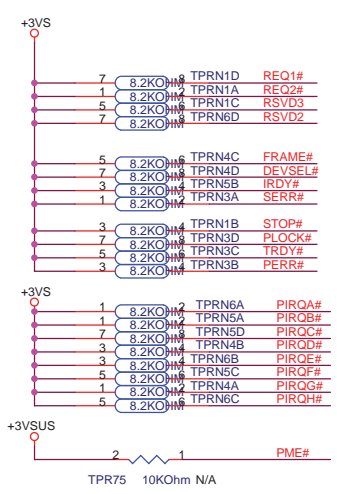 +3VS
7 8.2KOHM 8 TPRN1D REQ1#
1 8.2KOHM 2 TPRN1A REQ2#
5 8.2KOHM 6 TPRN1C RSVD3
7 8.2KOHM 8 TPRN6D RSVD2
5 8.2KOHM 6 TPRN4C FRAME#
7 8.2KOHM 8 TPRN4D DEVSEL#
3 8.2KOHM 4 TPRN5B IRDY#
1 8.2KOHM 2 TPRN3A SERR#
3 8.2KOHM 4 TPRN1B STOP#
7 8.2KOHM 8 TPRN3D PLOCK#
5 8.2KOHM 6 TPRN3C TRDY#
3 8.2KOHM 4 TPRN3B PERR#
+3VS
1 8.2KOHM 2 TPRN6A PIRQA#
1 8.2KOHM 2 TPRN5A PIRQB#
7 8.2KOHM 8 TPRN5D PIRQC#
3 8.2KOHM 4 TPRN4B PIRQD#
3 8.2KOHM 4 TPRN6B PIRQE#
5 8.2KOHM 6 TPRN5C PIRQF#
1 8.2KOHM 2 TPRN4A PIRQG#
5 8.2KOHM 6 TPRN6C PIRQH#
+3VSUS
2 1 PME#
TPR75 10KOhm N/A